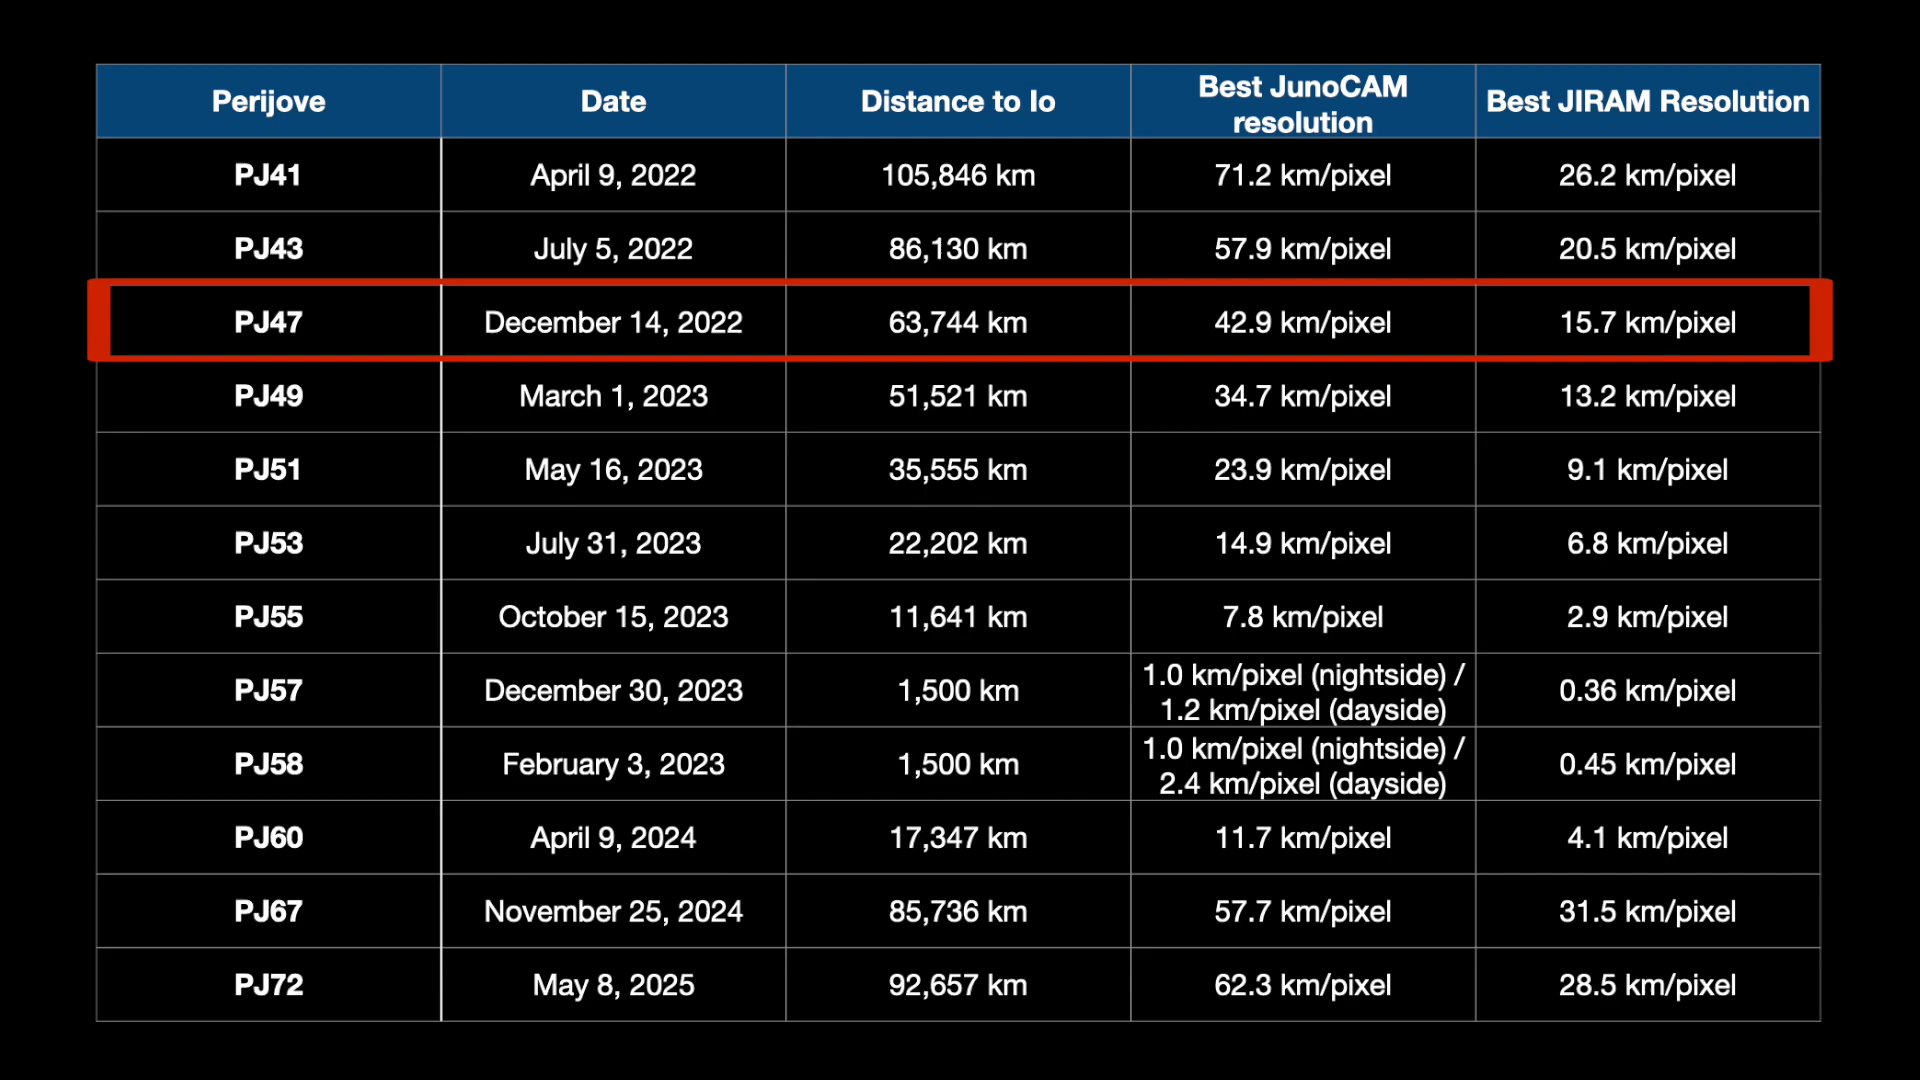 Perijove Date Distance to Io Best JunoCAM resolution Best JIRAM Resolution
PJ41 April 9, 2022 105,846 km 71.2 km/pixel 26.2 km/pixel
PJ43 July 5, 2022 86,130 km 57.9 km/pixel 20.5 km/pixel
PJ47 December 14, 2022 63,744 km 42.9 km/pixel 15.7 km/pixel
PJ49 March 1, 2023 51,521 km 34.7 km/pixel 13.2 km/pixel
PJ51 May 16, 2023 35,555 km 23.9 km/pixel 9.1 km/pixel
PJ53 July 31, 2023 22,202 km 14.9 km/pixel 6.8 km/pixel
PJ55 October 15, 2023 11,641 km 7.8 km/pixel 2.9 km/pixel
PJ57 December 30, 2023 1,500 km 1.0 km/pixel (nightside) / 1.2 km/pixel (dayside) 0.36 km/pixel
PJ58 February 3, 2023 1,500 km 1.0 km/pixel (nightside) / 2.4 km/pixel (dayside) 0.45 km/pixel
PJ60 April 9, 2024 17,347 km 11.7 km/pixel 4.1 km/pixel
PJ67 November 25, 2024 85,736 km 57.7 km/pixel 31.5 km/pixel
PJ72 May 8, 2025 92,657 km 62.3 km/pixel 28.5 km/pixel